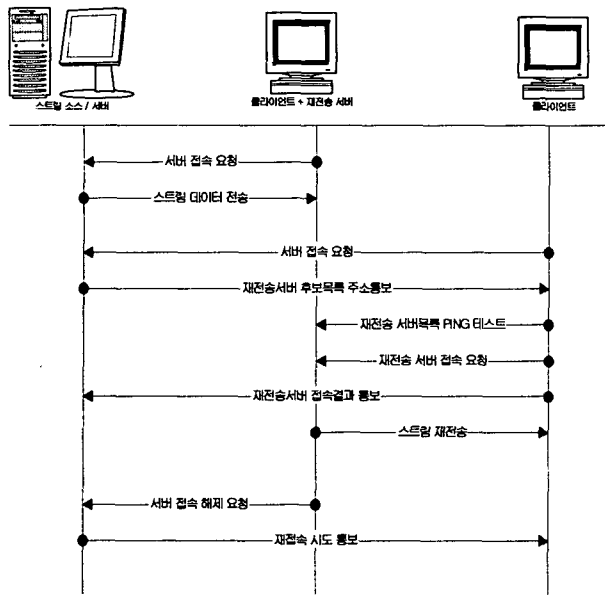 스트림 소스 / 서버
클라이언트 + 재전송 서버
클라이언트
서버 접속 요청
스트림 데이터 전송
서버 접속 요청
재전송서버 후보목록 주소통보
재전송 서버목록 PING 테스트
재전송 서버 접속 요청
재전송서버 접속결과 통보
스트림 재전송
서버 접속 해제 요청
재접속 시도 통보